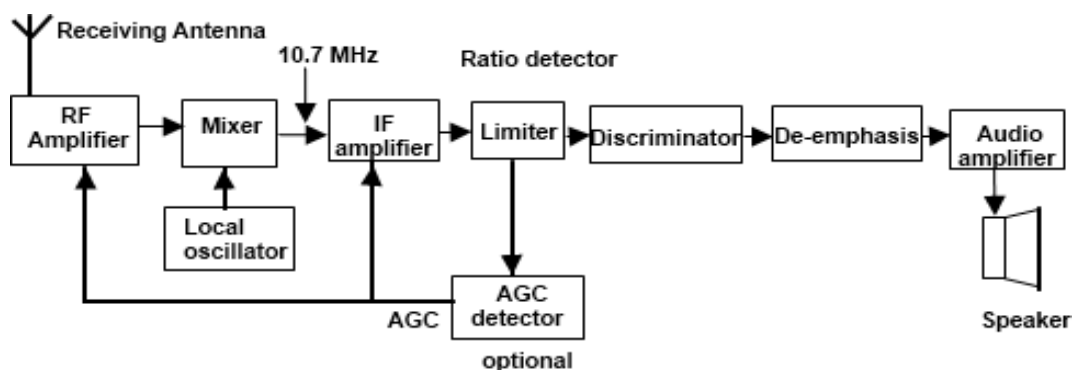 Receiving Antenna
10.7 MHz
Ratio detector
RF
Amplifier
Mixer
IF
amplifier
Limiter
Discriminator
De-emphasis
Audio
amplifier
Local
oscillator
AGC
AGC
detector
optional
Speaker